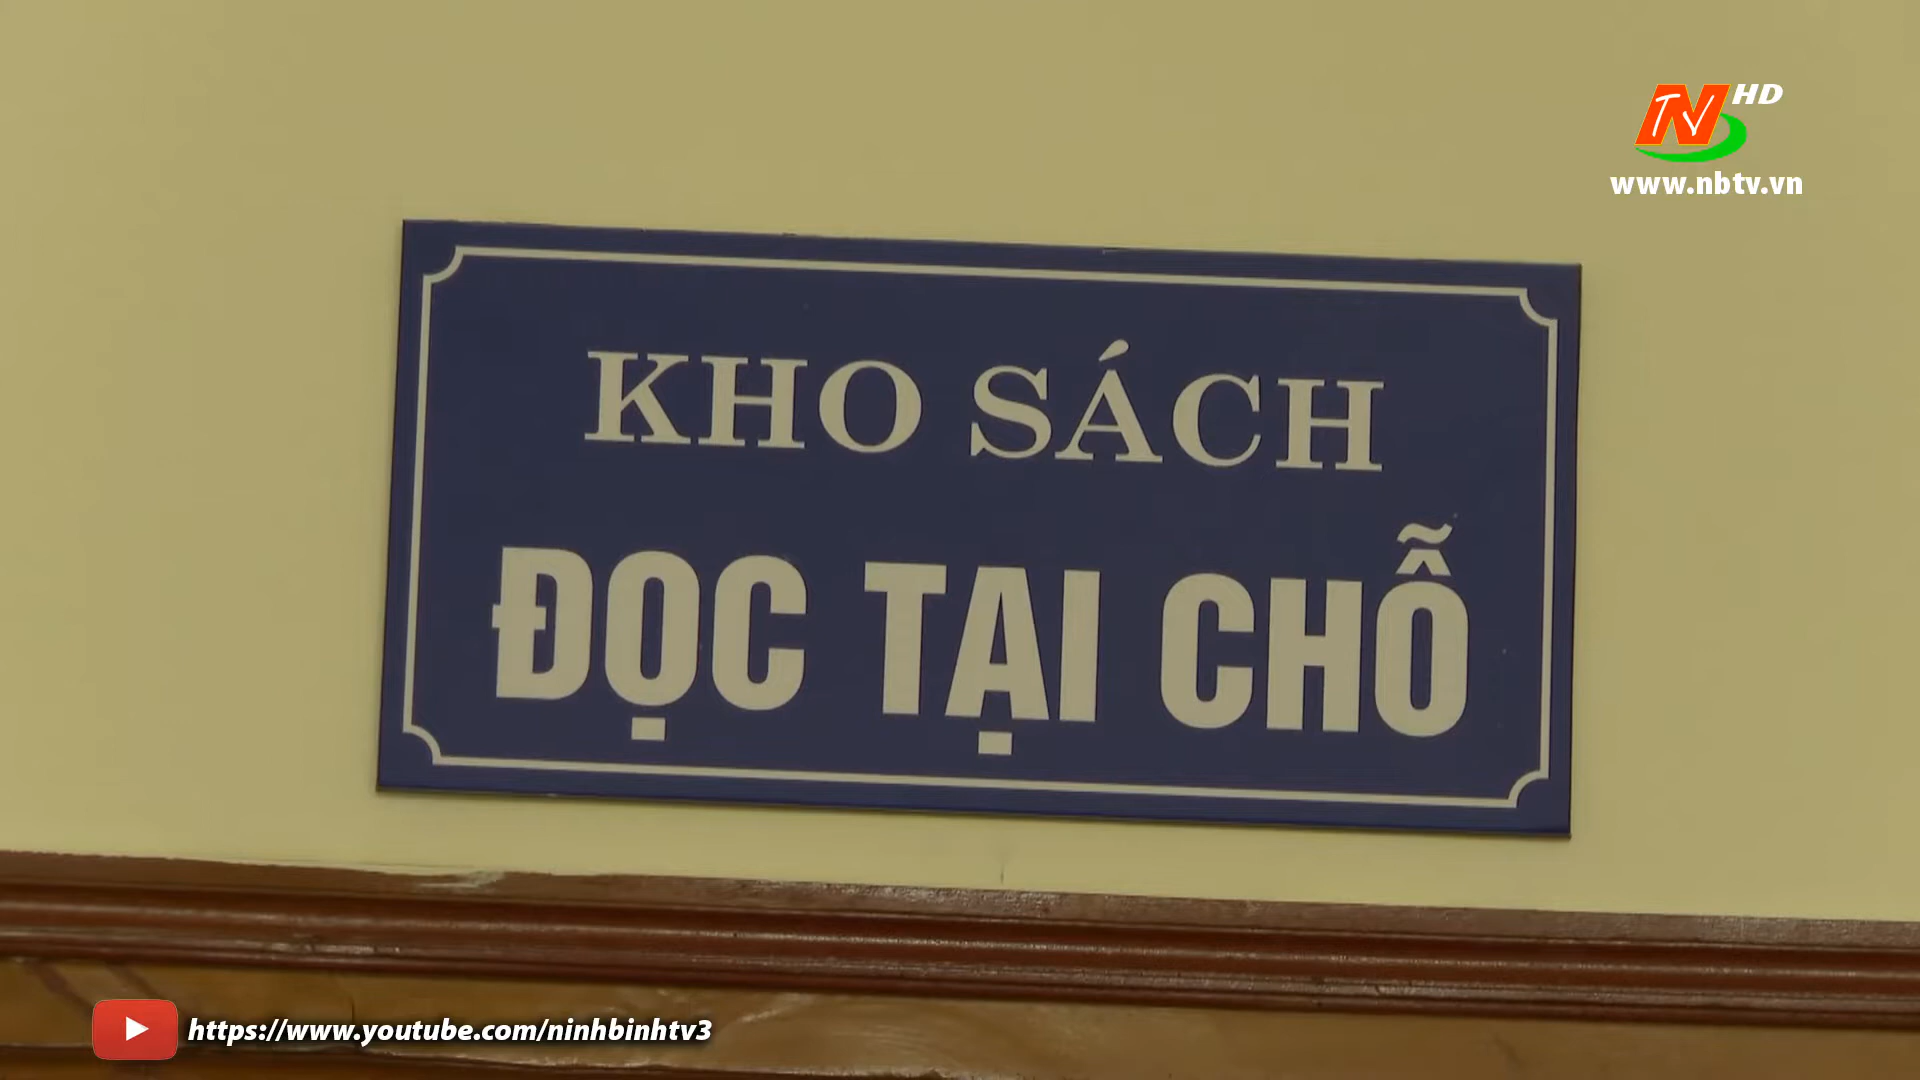 HD
www.nbtv.vn
KHO SÁCH
ĐỌC TẠI CHỖ
https://www.youtube.com/ninhbinhtv3